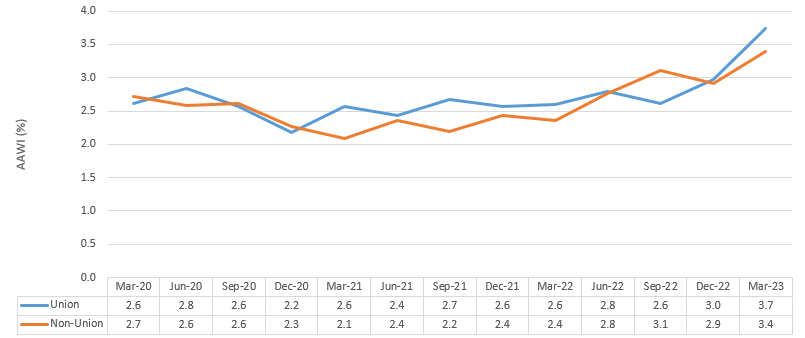 4.0
3.5
3.0
2.5
2.0
1.5
1.0
0.5
0.0
AAWI (%)
Mar-20 Jun-20 Sep-20 Dec-20 Mar-21 Jun-21 Sep-21 Dec-21 Mar-22 Jun-22 Sep-22 Dec-22 Mar-23
Union 2.6 2.8 2.6 2.2 2.6 2.4 2.7 2.6 2.6 2.8 2.6 3.0 3.7
Non-Union 2.7 2.6 2.6 2.3 2.1 2.4 2.2 2.4 2.4 2.8 3.1 2.9 3.4